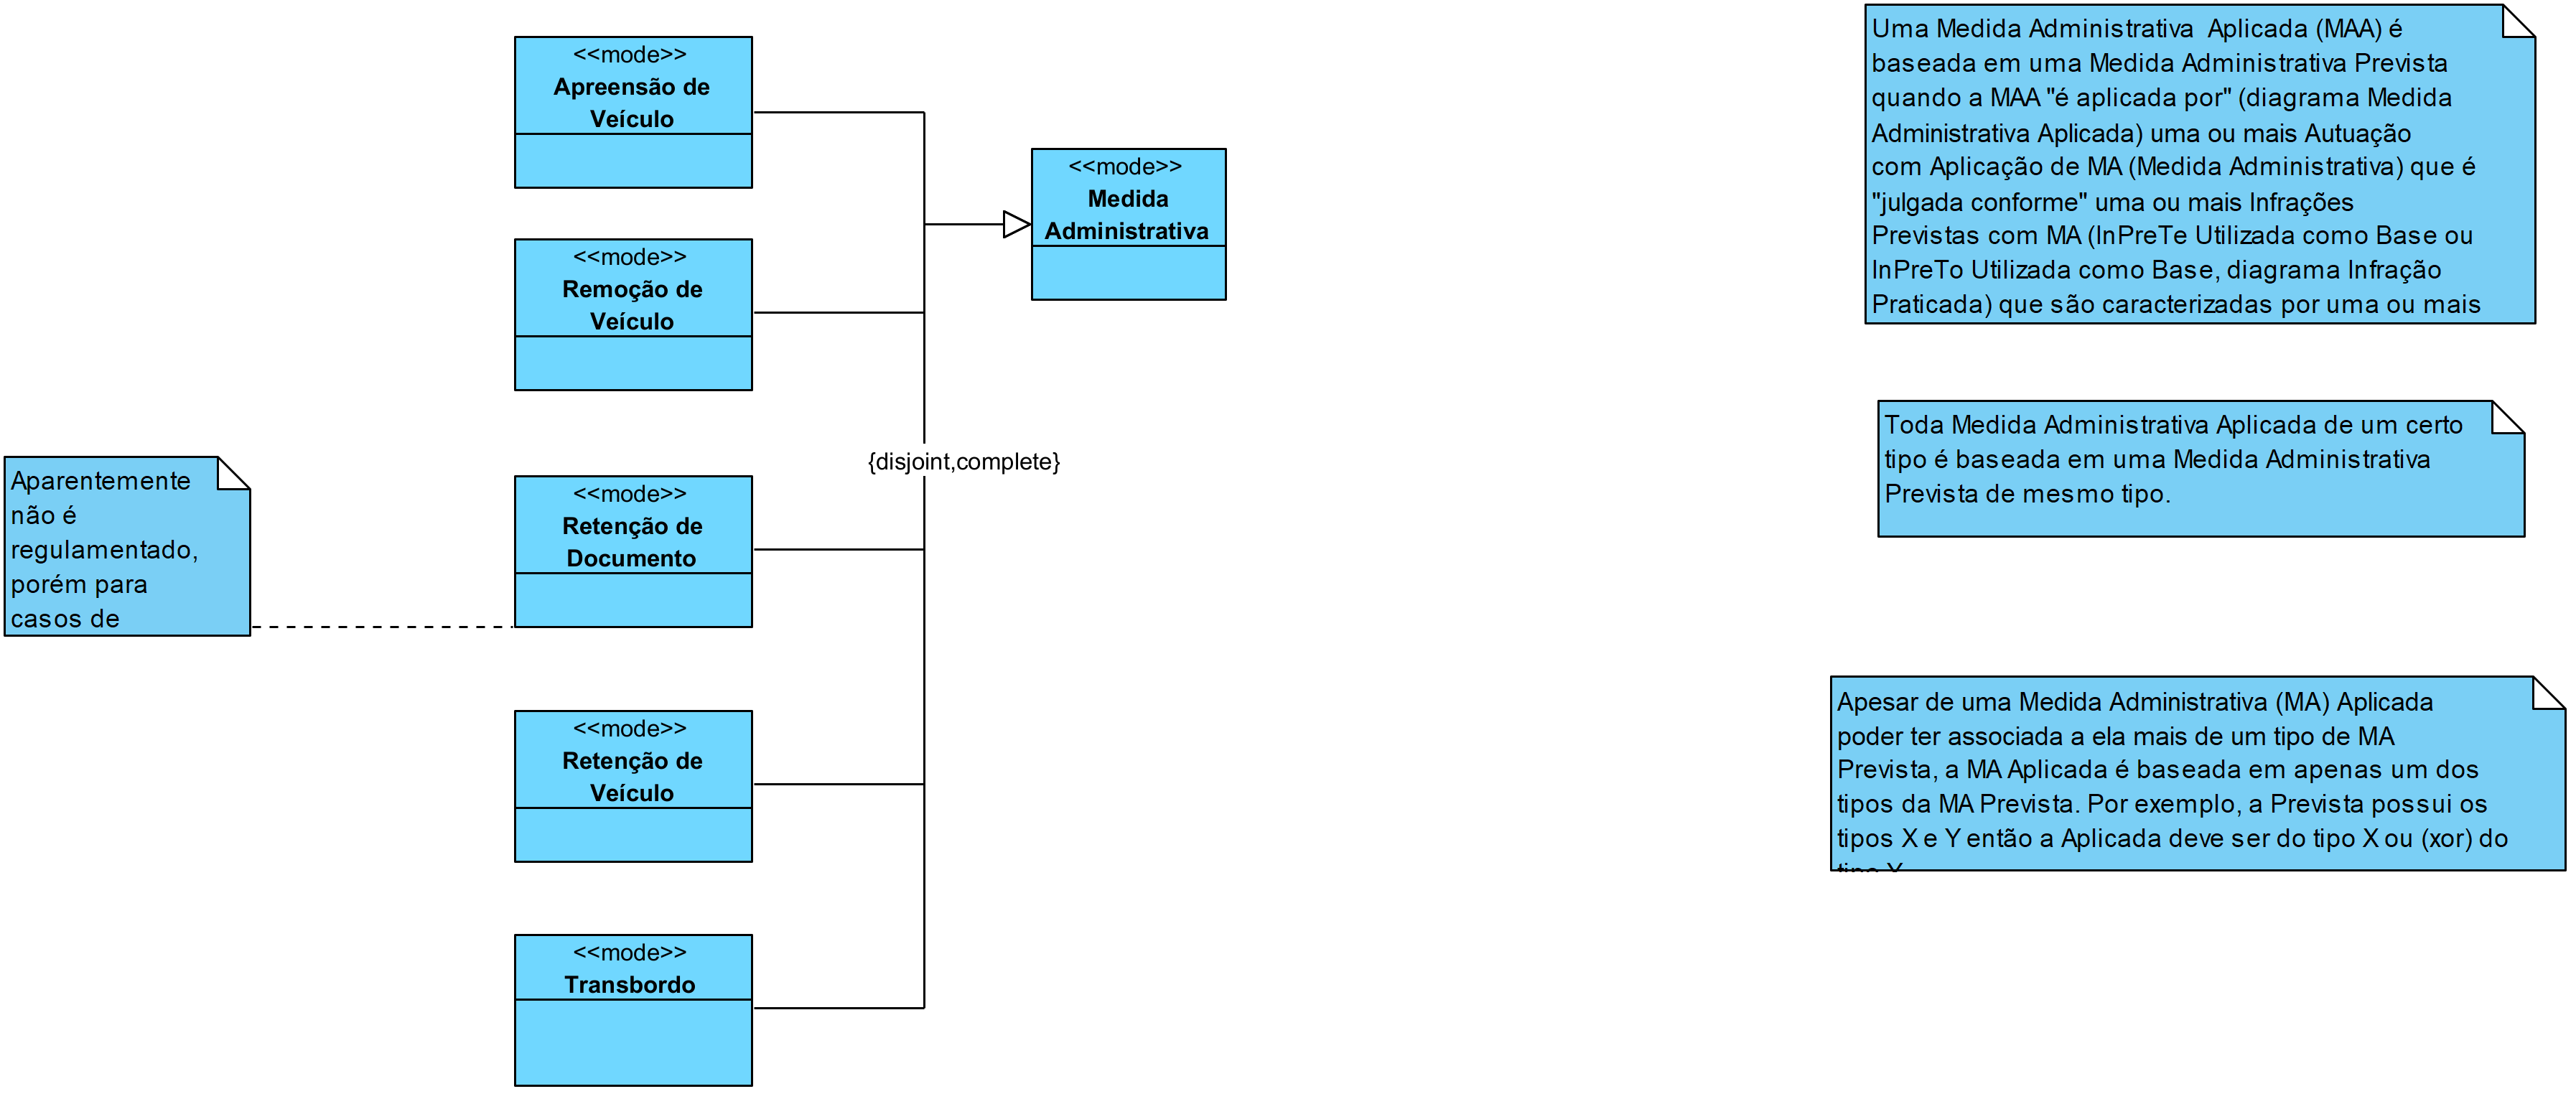 <<mode>>
Apreensão de
Veículo
<<mode>>
Remoção de
Veículo
<<mode>>
Medida
Administrativa
{disjoint,complete}
Aparentemente
não é
regulamentado,
porém para
casos de
<<mode>>
Retenção de
Documento
<<mode>>
Retenção de
Veículo
<<mode>>
Transbordo
Uma Medida Administrativa  Aplicada (MAA) é
baseada em uma Medida Administrativa Prevista
quando a MAA "é aplicada por" (diagrama Medida
Administrativa Aplicada) uma ou mais Autuação
com Aplicação de MA (Medida Administrativa) que é
"julgada conforme" uma ou mais Infrações
Previstas com MA (InPreTe Utilizada como Base ou
InPreTo Utilizada como Base, diagrama Infração
Praticada) que são caracterizadas por uma ou mais
Toda Medida Administrativa Aplicada de um certo
tipo é baseada em uma Medida Administrativa
Prevista de mesmo tipo.
Apesar de uma Medida Administrativa (MA) Aplicada
poder ter associada a ela mais de um tipo de MA
Prevista, a MA Aplicada é baseada em apenas um dos
tipos da MA Prevista. Por exemplo, a Prevista possui os
tipos X e Y então a Aplicada deve ser do tipo X ou (xor) do